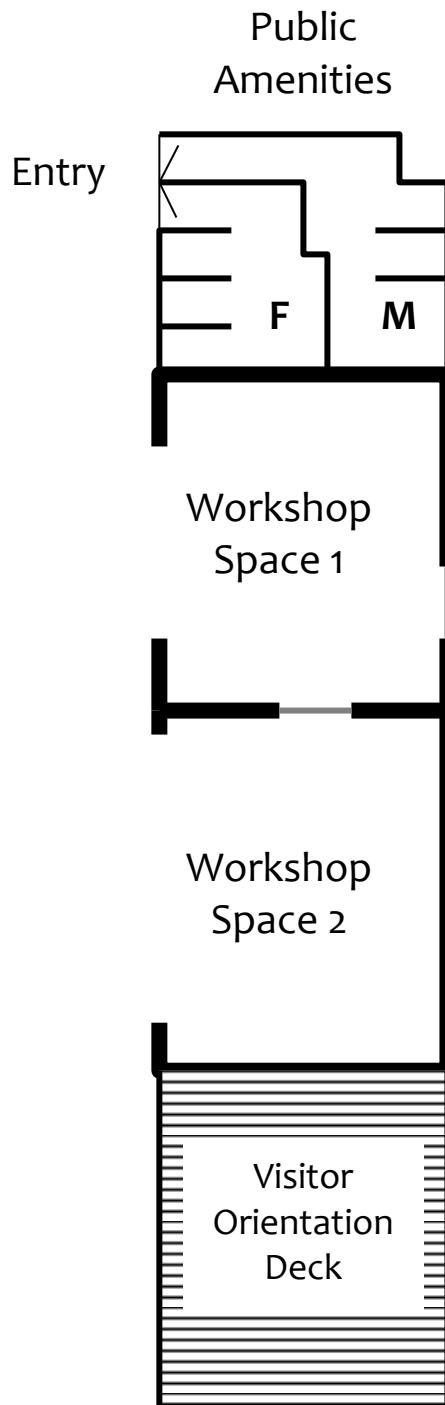 Public
Amenities
Entry
F
M
Workshop
Space 1
Workshop
Space 2
Visitor
Orientation
Deck